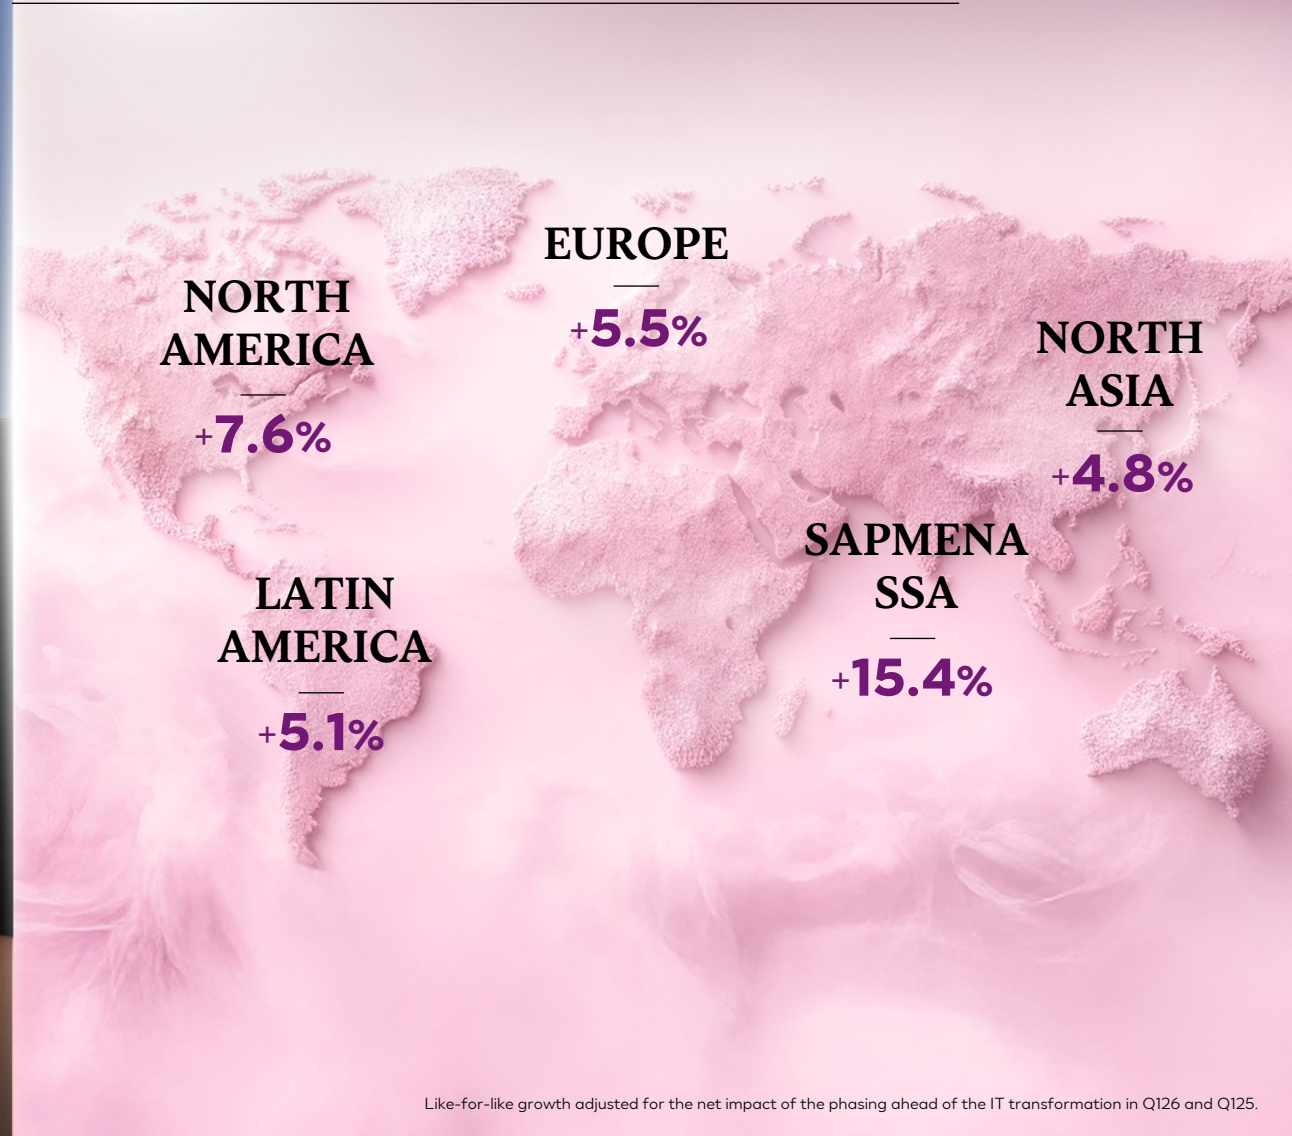 EUROPE
+5.5%
NORTH
AMERICA
+7.6%
NORTH
ASIA
+4.8%
SAPMENA
SSA
+15.4%
LATIN
AMERICA
+5.1%
Like-for-like growth adjusted for the net impact of the phasing ahead of the IT transformation in Q126 and Q125.